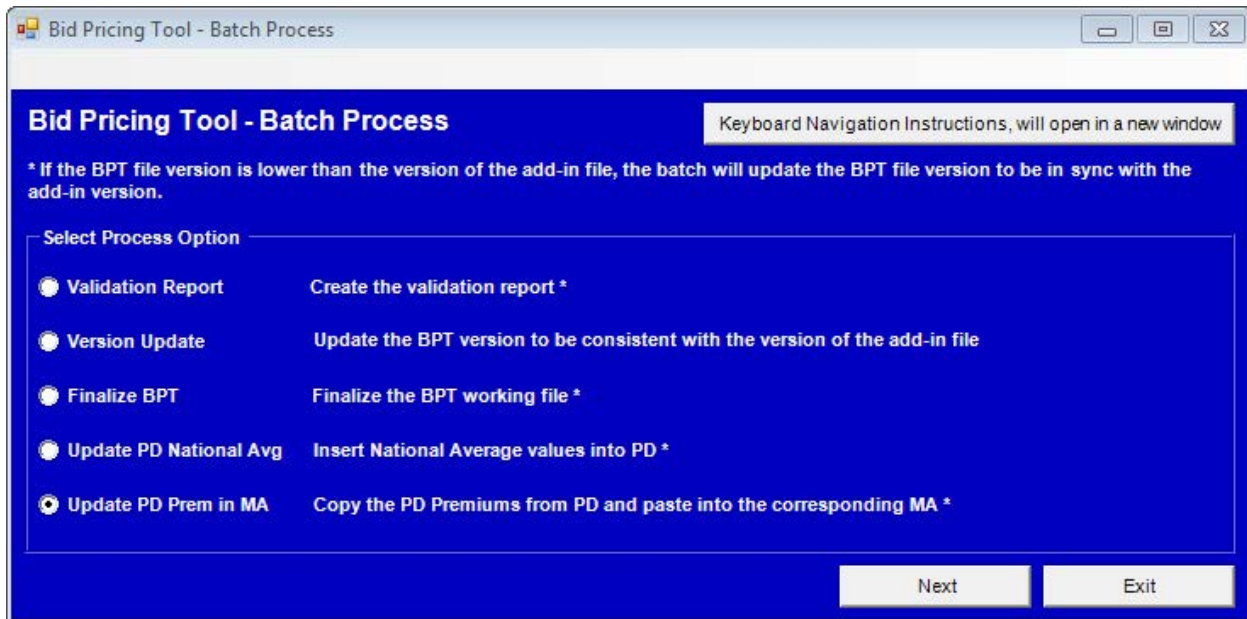 Bid Pricing Tool - Batch Process
Bid Pricing Tool - Batch Process
Keyboard Navigation Instructions, will open in a new window
* If the BPT file version is lower than the version of the add-in file, the batch will update the BPT file version to be in sync with the
add-in version.
Select Process Option
Validation Report Create the validation report *
Version Update Update the BPT version to be consistent with the version of the add-in file
Finalize BPT Finalize the BPT working file *
Update PD National Avg Insert National Average values into PD *
Update PD Prem in MA Copy the PD Premiums from PD and paste into the corresponding MA *
Next Exit